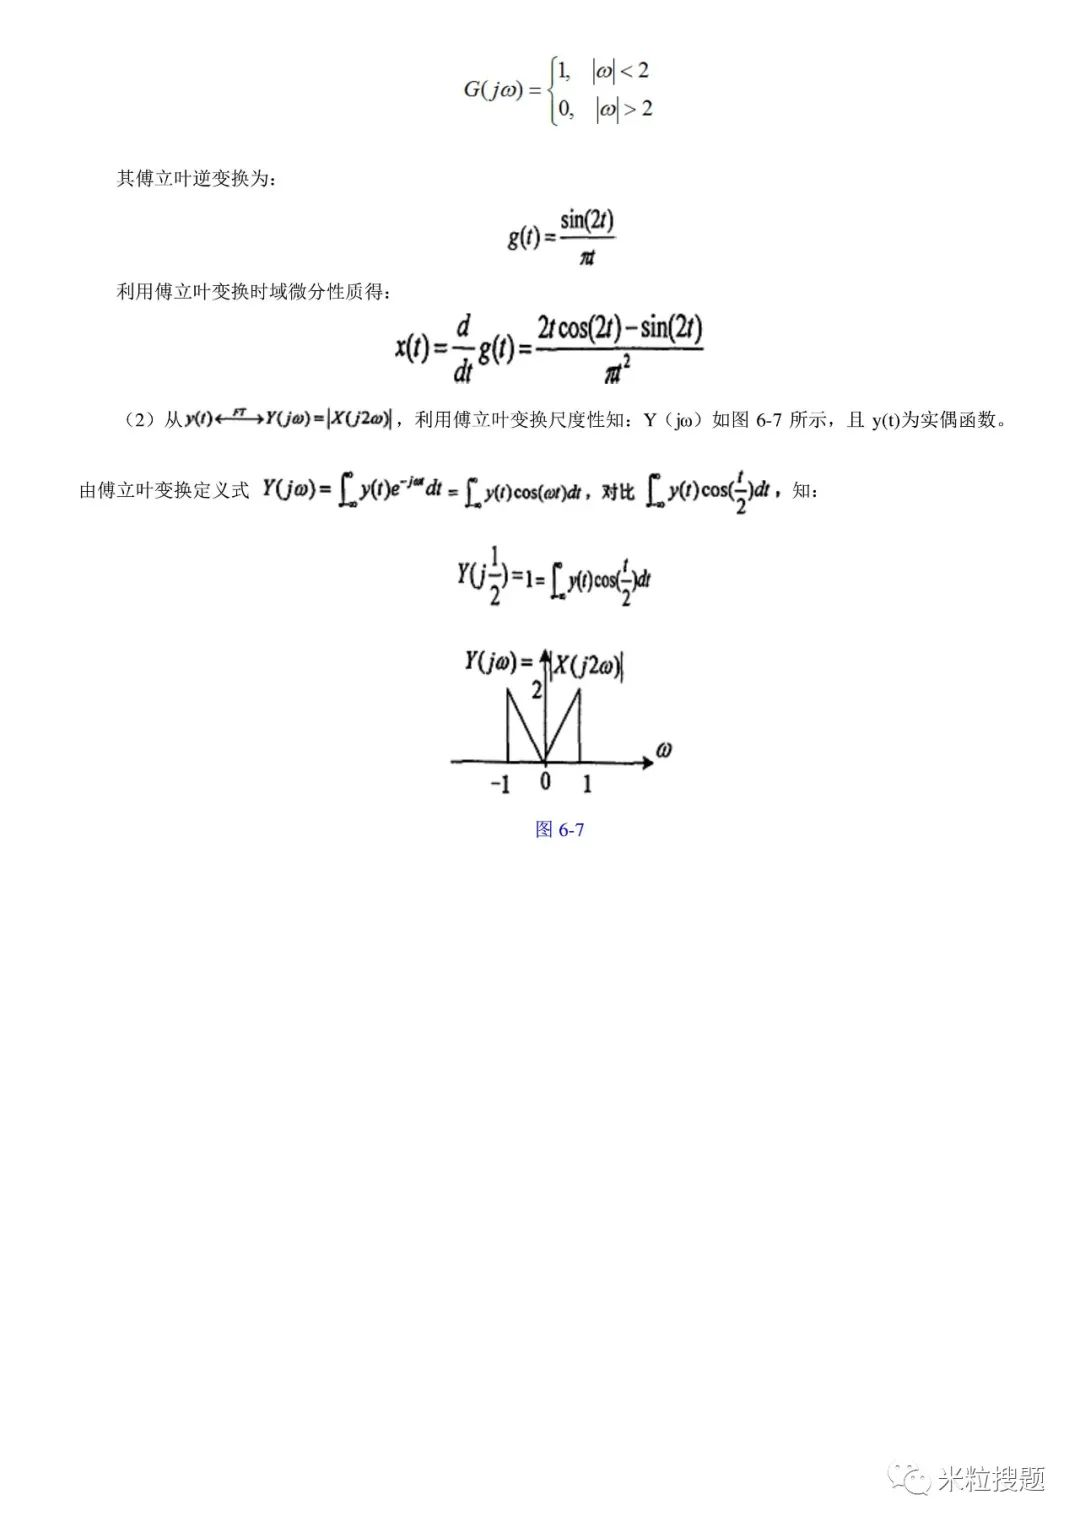 G(jω) = {1, |ω| < 2
0, |ω| > 2
其傅立叶逆变换为：
g(t) = sin(2t) / πt
利用傅立叶变换时域微分性质得：
x(t) = d/dt g(t) = (2t cos(2t) − sin(2t)) / πt²
（2）从y(t)←FT→Y(jω)=|X(j2ω)|，利用傅立叶变换尺度性知：Y（jω）如图 6-7 所示，且 y(t)为实偶函数。
由傅立叶变换定义式 Y(jω)=∫_{-∞}^{∞} y(t)e^{-jωt}dt = ∫_{-∞}^{∞} y(t)cos(ωt)dt，对比 ∫_{-∞}^{∞} y(t)cos(t/2)dt，知：
Y(j1/2)=1=∫_{-∞}^{∞} y(t)cos(t/2)dt
Y(jω)=|X(j2ω)|
2
ω
-1 0 1
图 6-7
米粒搜题